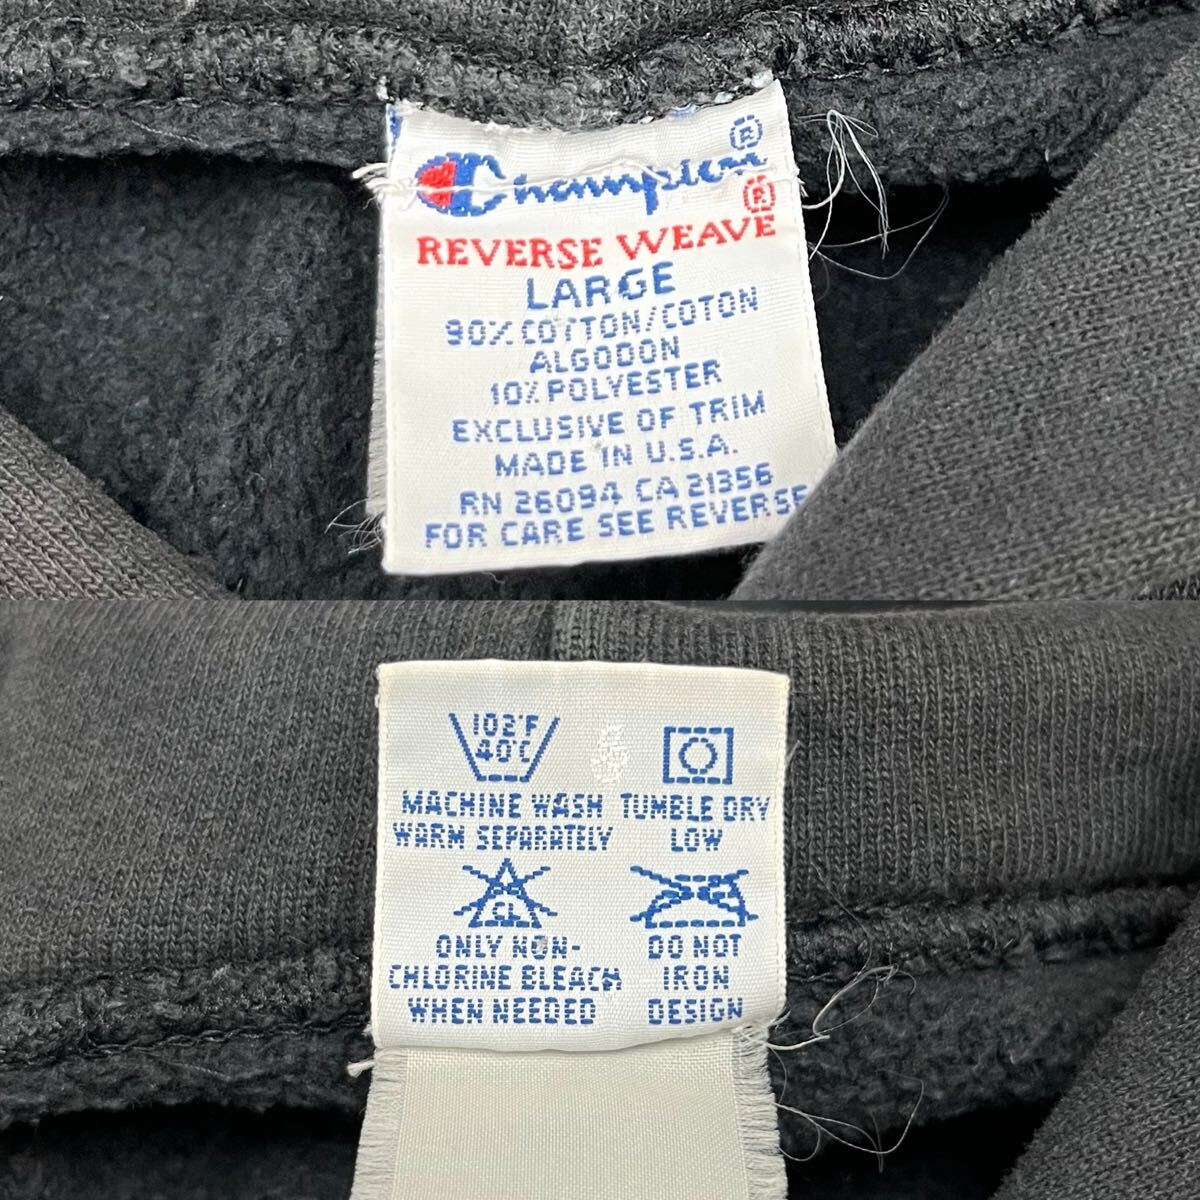 Champion ®
REVERSE WEAVE ®
LARGE
90% COTTON/COTON
ALGODON
10% POLYESTER
EXCLUSIVE OF TRIM
MADE IN U.S.A.
RN 26094 CA 21356
FOR CARE SEE REVERSE
102°F
40°C
MACHINE WASH
WARM SEPARATELY
TUMBLE DRY
LOW
CL
ONLY NON-
CHLORINE BLEACH
WHEN NEEDED
DO NOT
IRON
DESIGN